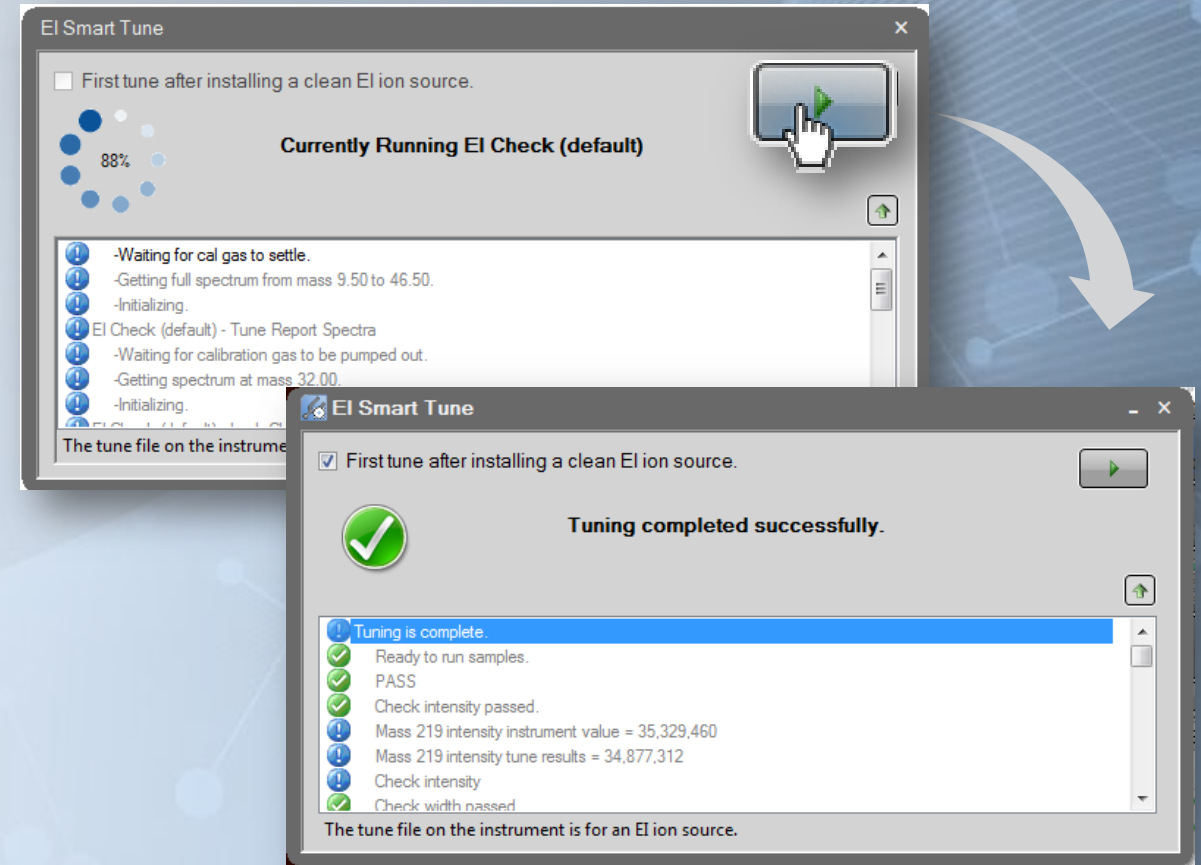 EI Smart Tune
First tune after installing a clean EI ion source.
88%
Currently Running EI Check (default)
-Waiting for cal gas to settle.
-Getting full spectrum from mass 9.50 to 46.50.
-Initializing.
EI Check (default) - Tune Report Spectra
-Waiting for calibration gas to be pumped out.
-Getting spectrum at mass 32.00.
-Initializing.
The tune file on the instrume
EI Smart Tune
First tune after installing a clean EI ion source.
Tuning completed successfully.
Tuning is complete.
Ready to run samples.
PASS
Check intensity passed.
Mass 219 intensity instrument value = 35,329,460
Mass 219 intensity tune results = 34,877,312
Check intensity
Check width passed
The tune file on the instrument is for an EI ion source.